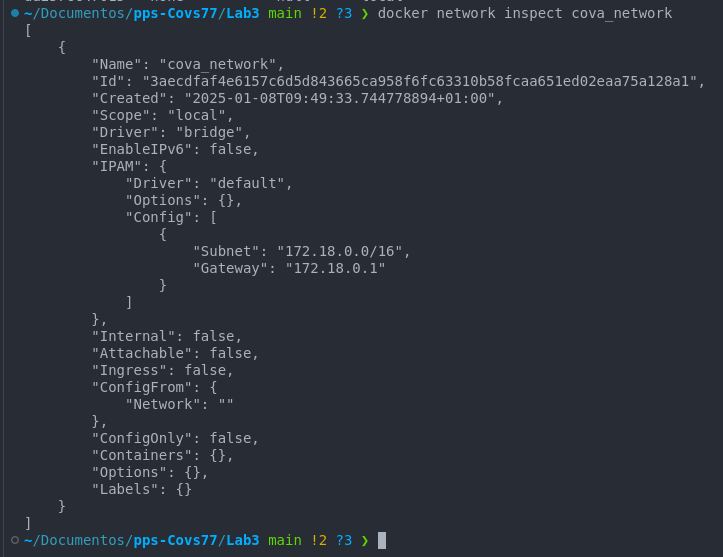 ~/Documentos/pps-Covs77/Lab3 main !2 ?3 ❯ docker network inspect cova_network
[
    {
        "Name": "cova_network",
        "Id": "3aecdfaf4e6157c6d5d843665ca958f6fc63310b58fcaa651ed02eaa75a128a1",
        "Created": "2025-01-08T09:49:33.744778894+01:00",
        "Scope": "local",
        "Driver": "bridge",
        "EnableIPv6": false,
        "IPAM": {
            "Driver": "default",
            "Options": {},
            "Config": [
                {
                    "Subnet": "172.18.0.0/16",
                    "Gateway": "172.18.0.1"
                }
            ]
        },
        "Internal": false,
        "Attachable": false,
        "Ingress": false,
        "ConfigFrom": {
            "Network": ""
        },
        "ConfigOnly": false,
        "Containers": {},
        "Options": {},
        "Labels": {}
    }
]
~/Documentos/pps-Covs77/Lab3 main !2 ?3 ❯